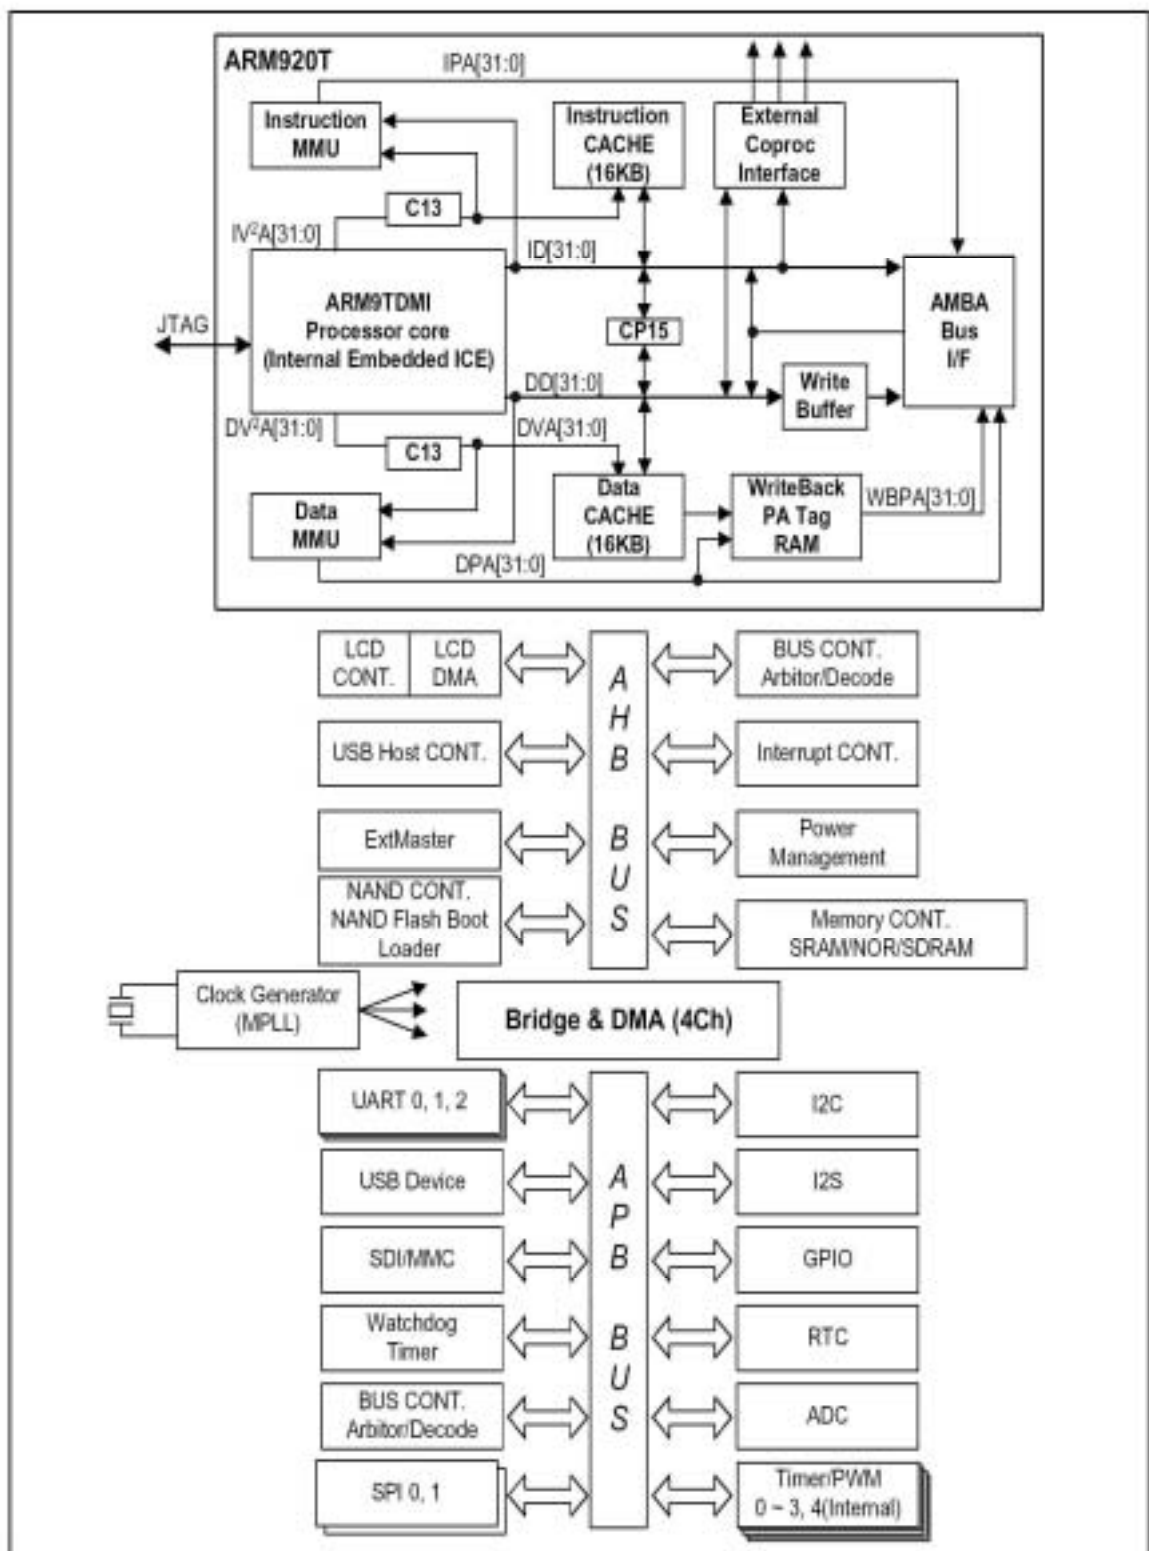 ARM920T
IPA[31:0]
Instruction
MMU
Instruction
CACHE
(16KB)
External
Coproc
Interface
C13
IV²A[31:0]
ID[31:0]
ARM9TDMI
Processor core
(Internal Embedded ICE)
JTAG
CP15
AMBA
Bus
I/F
DD[31:0]
Write
Buffer
DV²A[31:0]
C13
DVA[31:0]
Data
MMU
Data
CACHE
(16KB)
WriteBack
PA Tag
RAM
WBPA[31:0]
DPA[31:0]
LCD
CONT.
LCD
DMA
AHB BUS
BUS CONT.
Arbitor/Decode
USB Host CONT.
Interrupt CONT.
ExtMaster
Power
Management
NAND CONT.
NAND Flash Boot
Loader
Memory CONT.
SRAM/NOR/SDRAM
Clock Generator
(MPLL)
Bridge & DMA (4Ch)
UART 0, 1, 2
APB BUS
I2C
USB Device
I2S
SDI/MMC
GPIO
Watchdog
Timer
RTC
BUS CONT.
Arbitor/Decode
ADC
SPI 0, 1
Timer/PWM
0 ~ 3, 4(Internal)